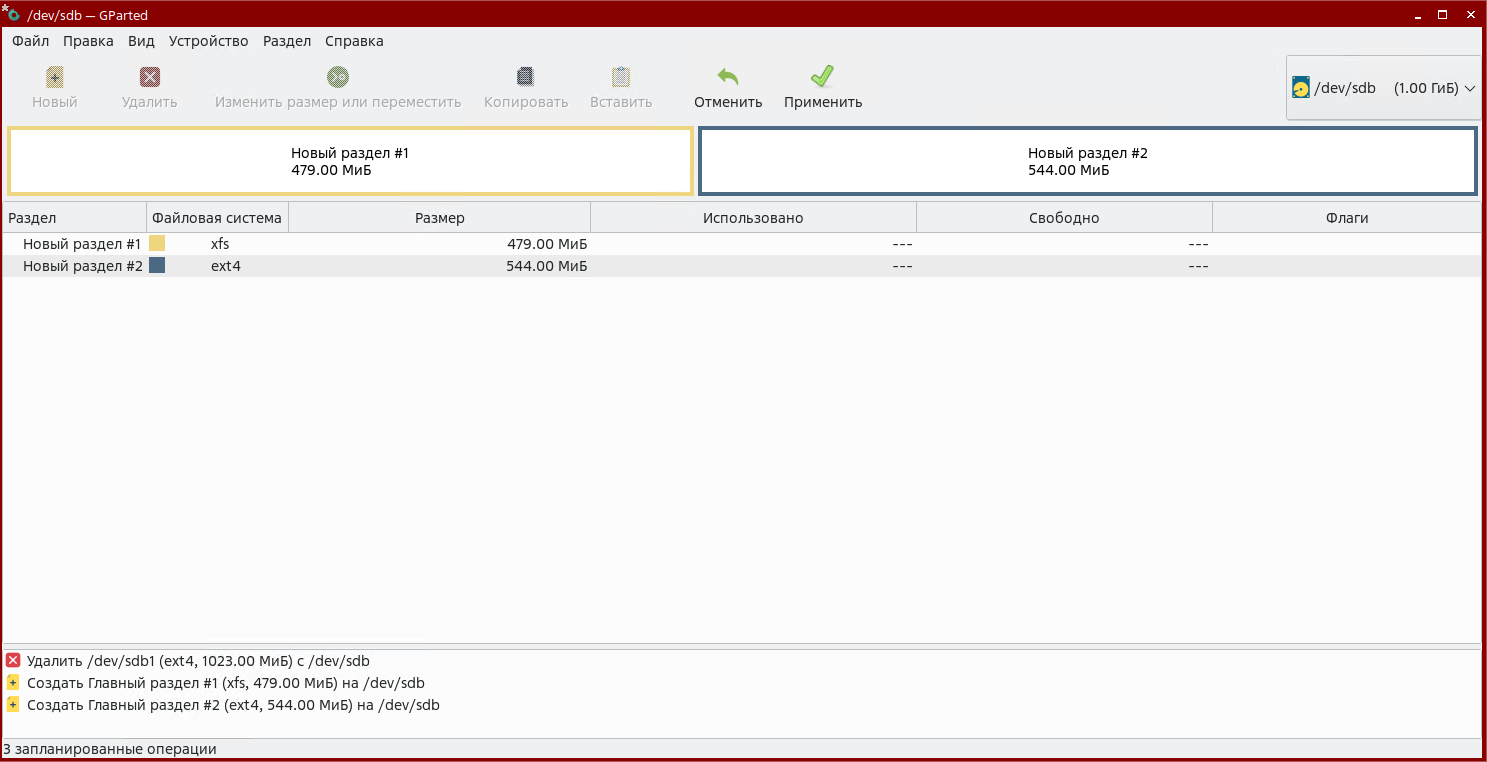 /dev/sdb — GParted
Файл Правка Вид Устройство Раздел Справка
Новый Удалить Изменить размер или переместить Копировать Вставить Отменить Применить /dev/sdb (1.00 ГиБ)
Новый раздел #1
479.00 МиБ
Новый раздел #2
544.00 МиБ
Раздел Файловая система Размер Использовано Свободно Флаги
Новый раздел #1 xfs 479.00 МиБ --- ---
Новый раздел #2 ext4 544.00 МиБ --- ---
Удалить /dev/sdb1 (ext4, 1023.00 МиБ) с /dev/sdb
Создать Главный раздел #1 (xfs, 479.00 МиБ) на /dev/sdb
Создать Главный раздел #2 (ext4, 544.00 МиБ) на /dev/sdb
3 запланированные операции